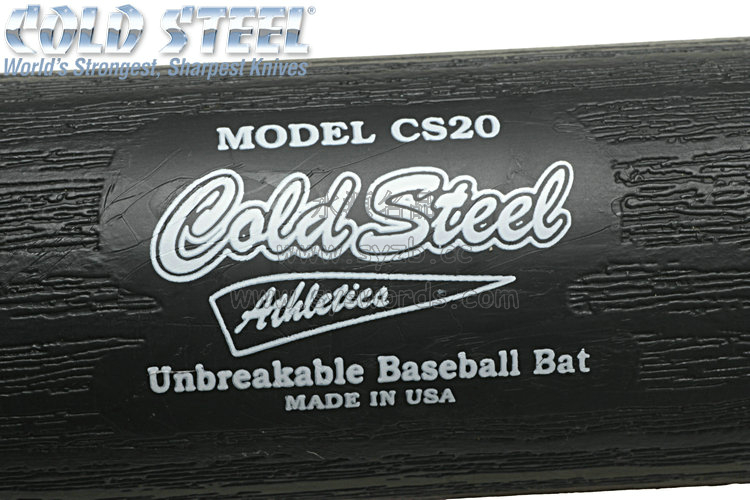 COLD STEEL®
World's Strongest, Sharpest Knives
MODEL CS20
Cold Steel
Athletics
Unbreakable Baseball Bat
MADE IN USA